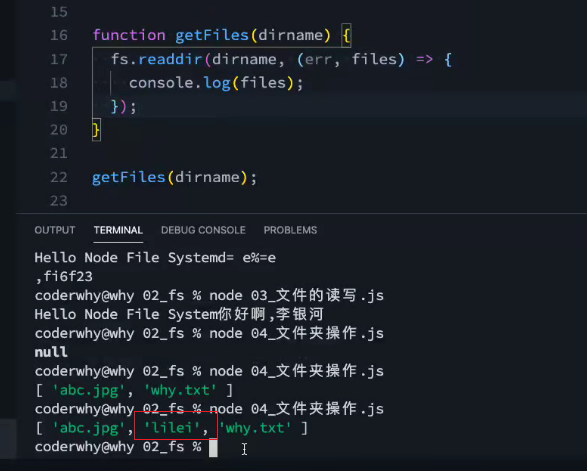 15
16 function getFiles(dirname) {
17 fs.readdir(dirname, (err, files) => {
18 console.log(files);
19 });
20 }
21
22 getFiles(dirname);
23
OUTPUT TERMINAL DEBUG CONSOLE PROBLEMS
Hello Node File Systemd= e%=e
,fi6f23
coderwhy@why 02_fs % node 03_文件的读写.js
Hello Node File System你好啊,李银河
coderwhy@why 02_fs % node 04_文件夹操作.js
null
coderwhy@why 02_fs % node 04_文件夹操作.js
[ 'abc.jpg', 'why.txt' ]
coderwhy@why 02_fs % node 04_文件夹操作.js
[ 'abc.jpg', 'lilei', 'why.txt' ]
coderwhy@why 02_fs %